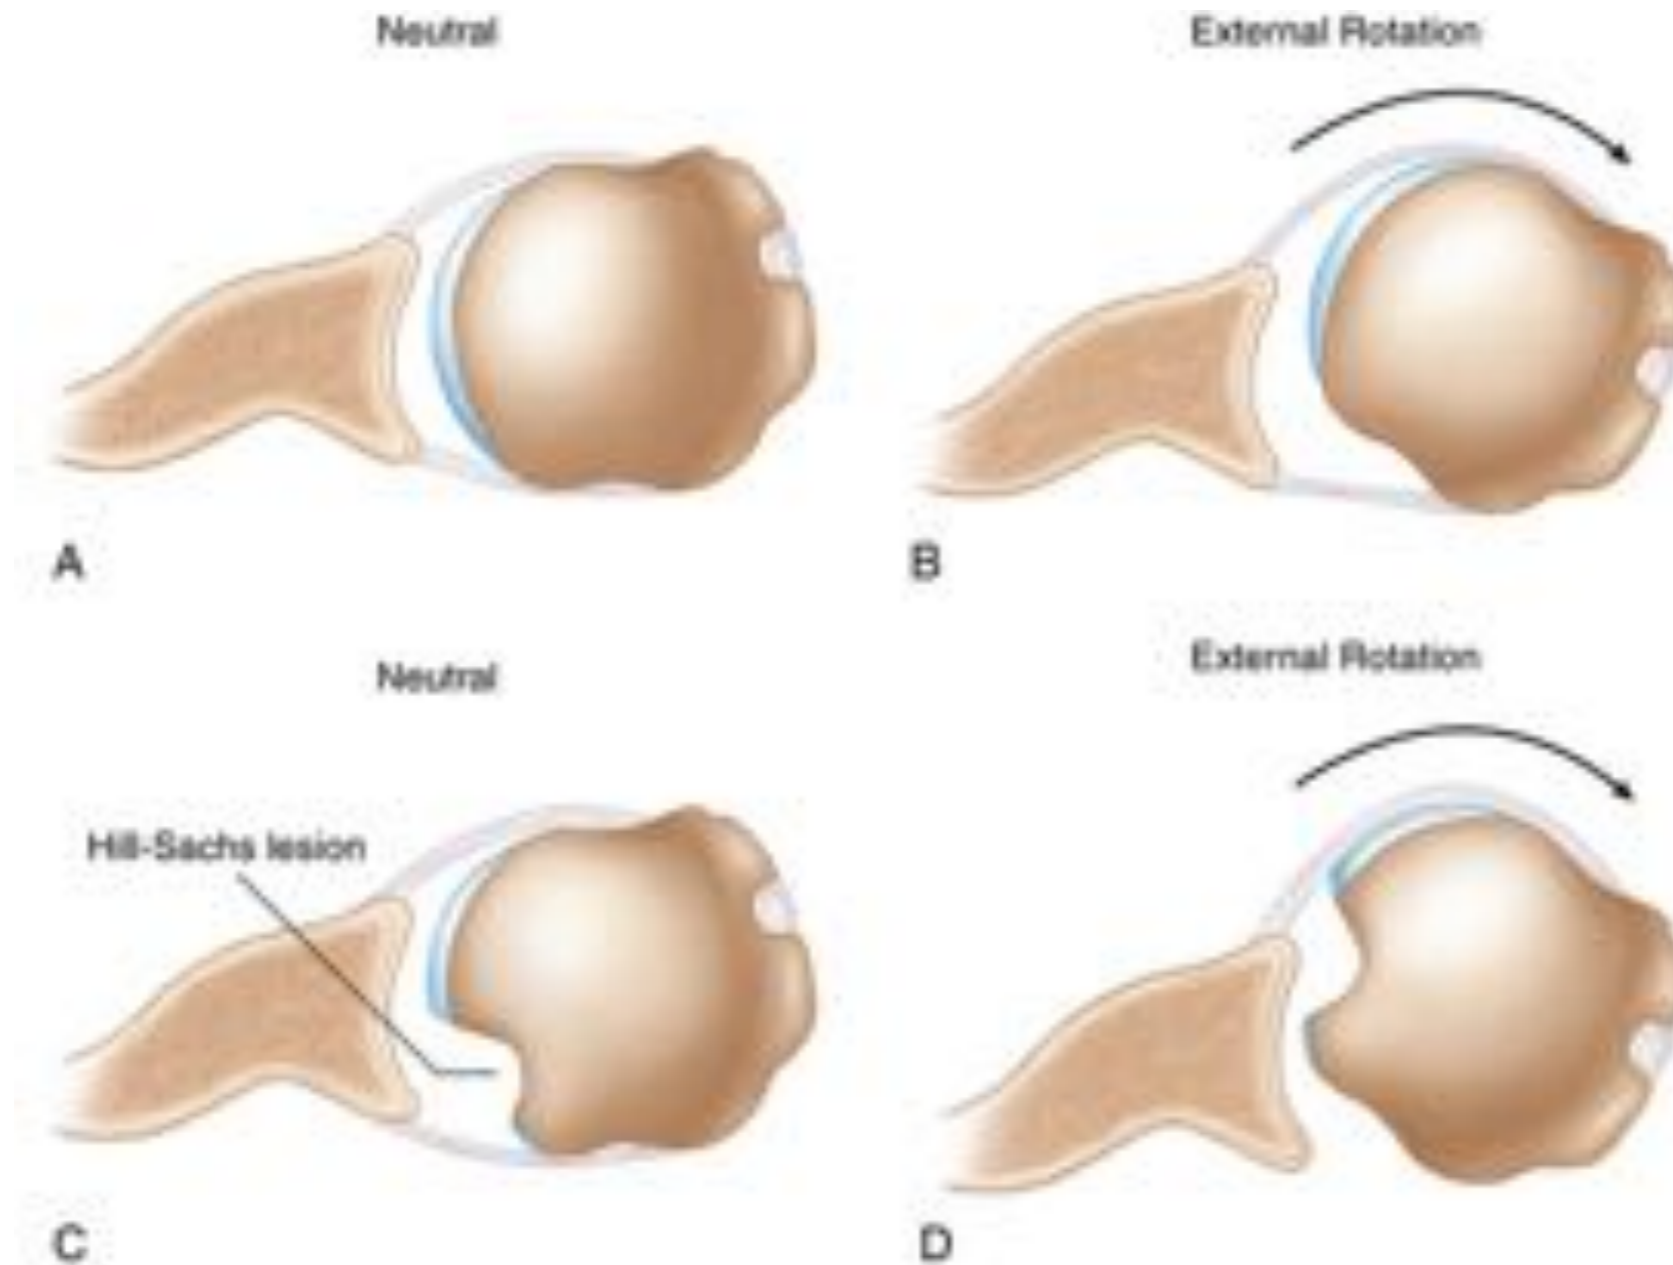 Neutral
External Rotation
A
B
Neutral
External Rotation
Hill-Sachs lesion
C
D